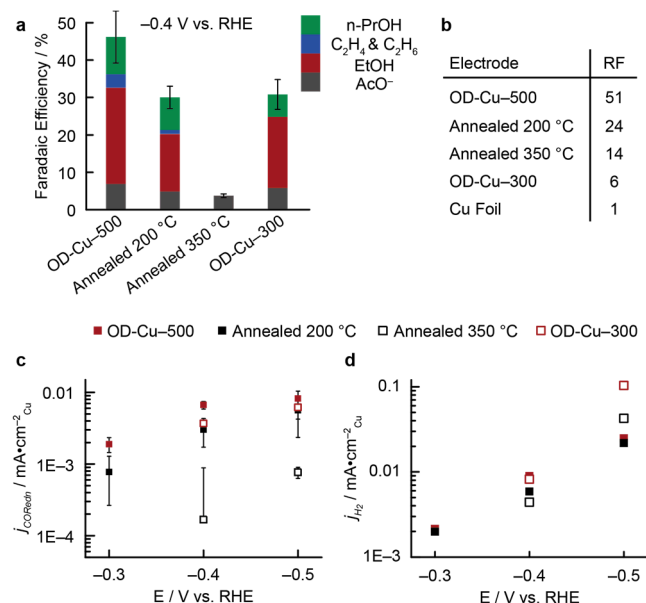 a
–0.4 V vs. RHE
n-PrOH
C₂H₄ & C₂H₆
EtOH
AcO⁻
Faradaic Efficiency / %
50
40
30
20
10
0
OD-Cu–500
Annealed 200 °C
Annealed 350 °C
OD-Cu–300
b
Electrode RF
OD-Cu–500 51
Annealed 200 °C 24
Annealed 350 °C 14
OD-Cu–300 6
Cu Foil 1
OD-Cu–500 Annealed 200 °C Annealed 350 °C OD-Cu–300
c
j_CORedn / mA•cm⁻²_Cu
0.01
1E–3
1E–4
–0.3 –0.4 –0.5
E / V vs. RHE
d
j_H2 / mA•cm⁻²_Cu
0.1
0.01
1E–3
–0.3 –0.4 –0.5
E / V vs. RHE